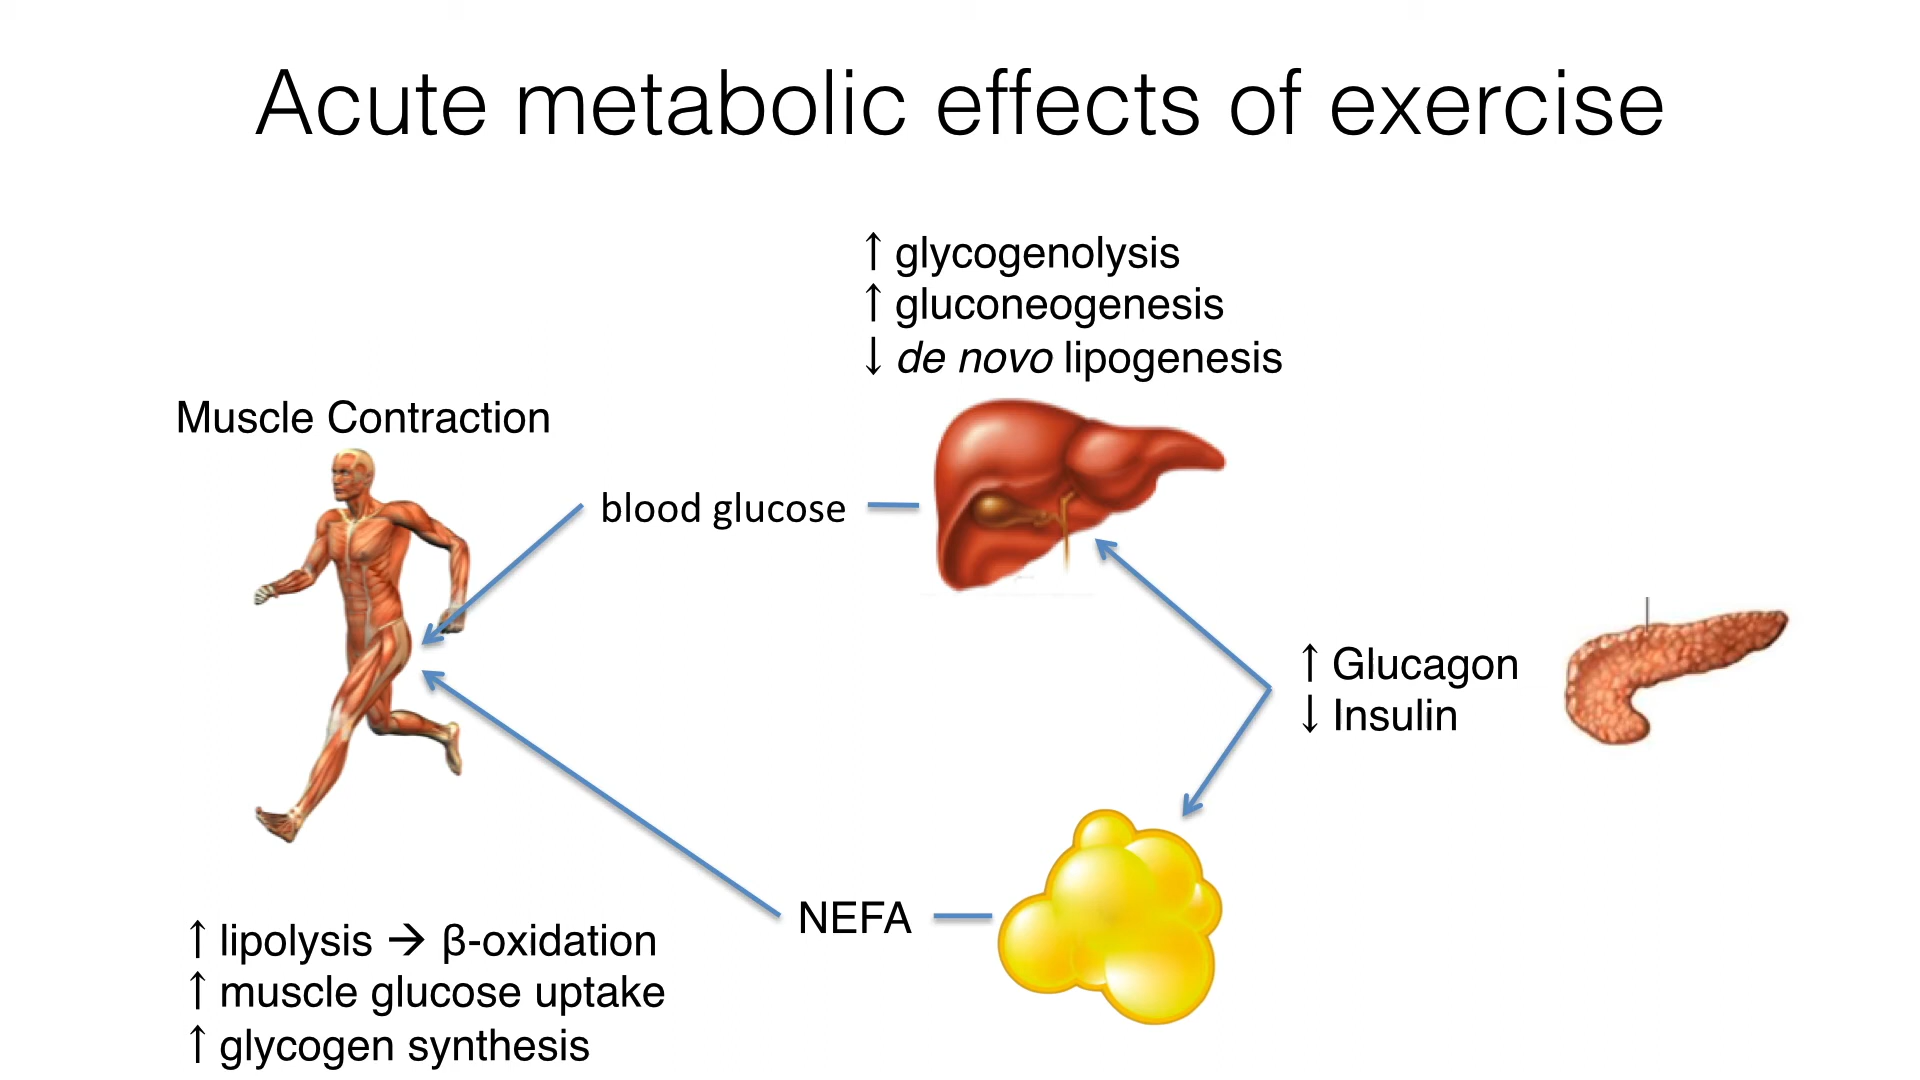 Acute metabolic effects of exercise
↑ glycogenolysis
↑ gluconeogenesis
↓ de novo lipogenesis
Muscle Contraction
blood glucose
↑ Glucagon
↓ Insulin
NEFA
↑ lipolysis → β-oxidation
↑ muscle glucose uptake
↑ glycogen synthesis